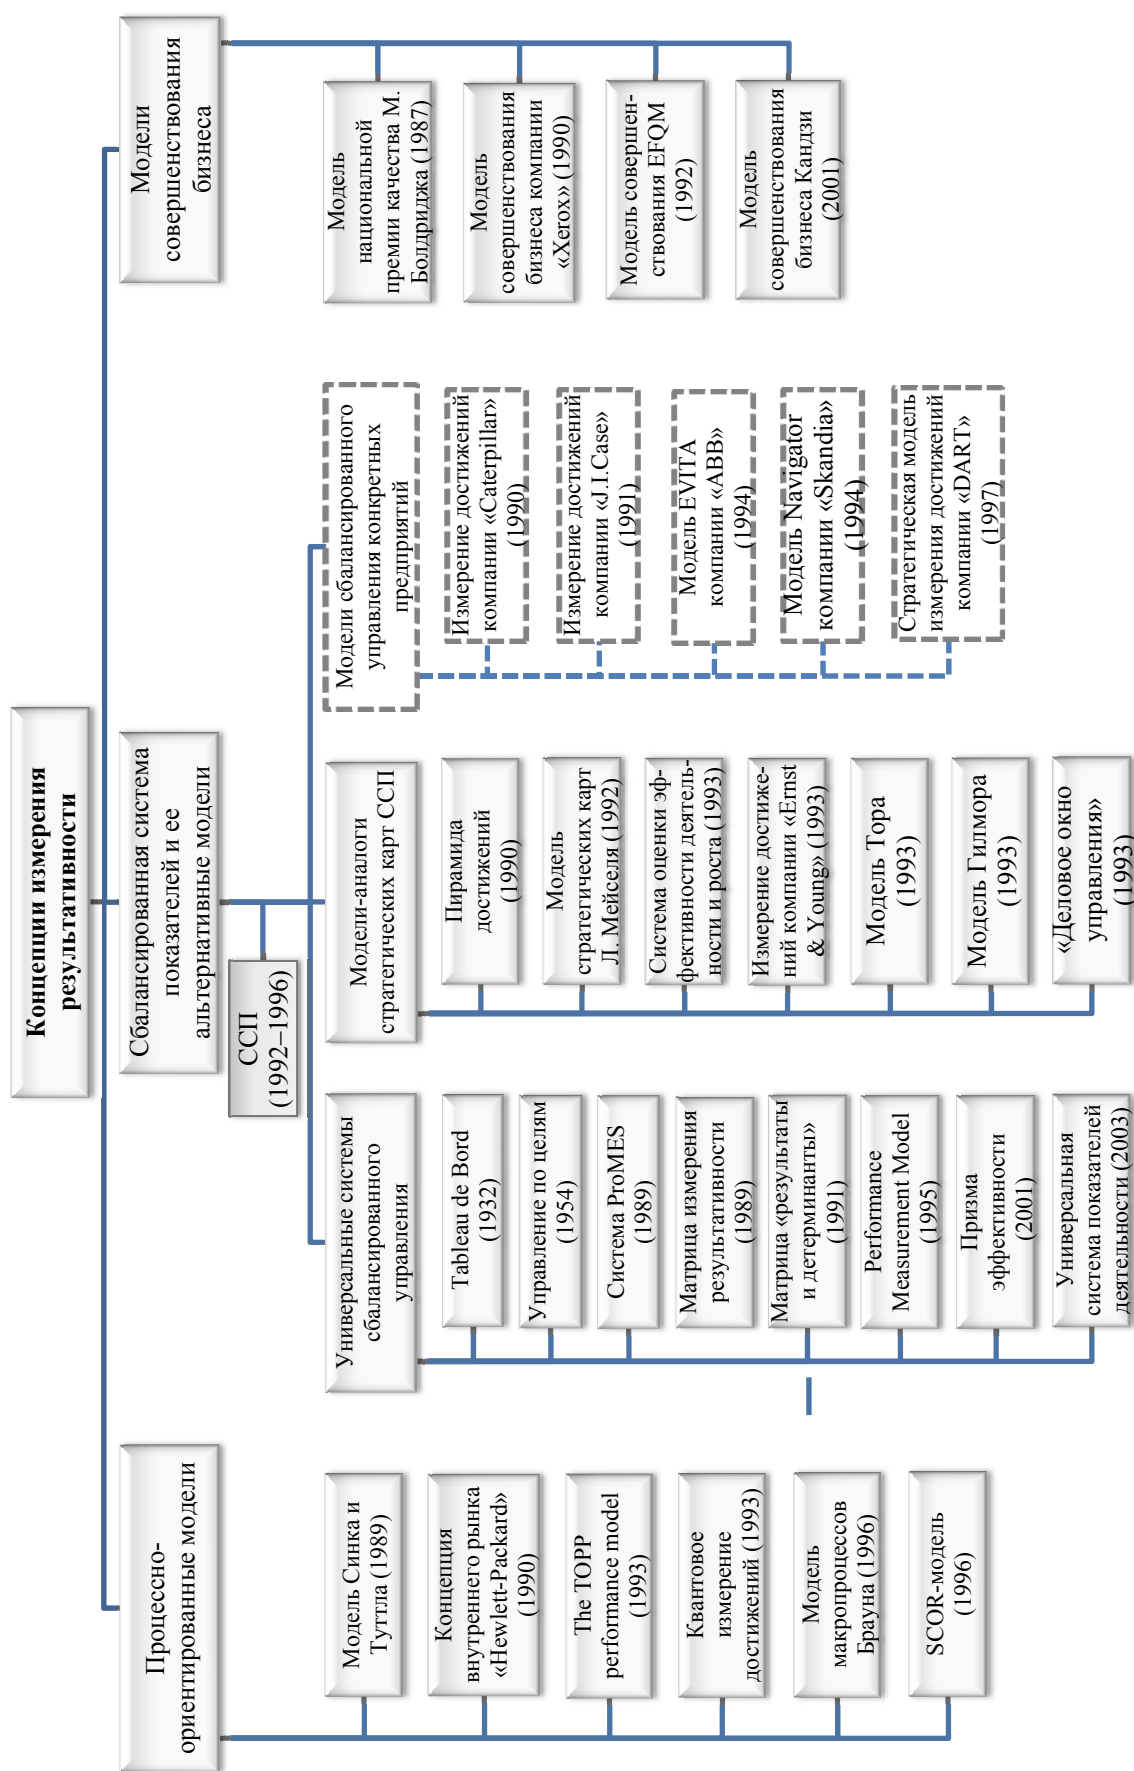 Концепции измерения
результативности
Процессно-
ориентированные модели
Модель Синка и
Туттла (1989)
Концепция
внутреннего рынка
«Hewlett-Packard»
(1990)
The TOPP
performance model
(1993)
Квантовое
измерение
достижений (1993)
Модель
макропроцессов
Брауна (1996)
SCOR-модель
(1996)
Сбалансированная система
показателей и ее
альтернативные модели
ССП
(1992–1996)
Универсальные системы
сбалансированного
управления
Tableau de Bord
(1932)
Управление по целям
(1954)
Система ProMES
(1989)
Матрица измерения
результативности
(1989)
Матрица «результаты
и детерминанты»
(1991)
Performance
Measurement Model
(1995)
Призма
эффективности
(2001)
Универсальная
система показателей
деятельности (2003)
Модели-аналоги
стратегических карт ССП
Пирамида
достижений
(1990)
Модель
стратегических карт
Л. Мейселя (1992)
Система оценки эф-
фективности деятель-
ности и роста (1993)
Измерение достиже-
ний компании «Ernst
& Young» (1993)
Модель Тора
(1993)
Модель Гилмора
(1993)
«Деловое окно
управления»
(1993)
Модели сбалансированного
управления конкретных
предприятий
Измерение достижений
компании «Caterpillar»
(1990)
Измерение достижений
компании «J.I.Case»
(1991)
Модель EVITA
компании «ABB»
(1994)
Модель Navigator
компании «Skandia»
(1994)
Стратегическая модель
измерения достижений
компании «DART»
(1997)
Модели
совершенствования
бизнеса
Модель
национальной
премии качества М.
Болдриджа (1987)
Модель
совершенствования
бизнеса компании
«Xerox» (1990)
Модель совершен-
ствования EFQM
(1992)
Модель
совершенствования
бизнеса Кандзи
(2001)